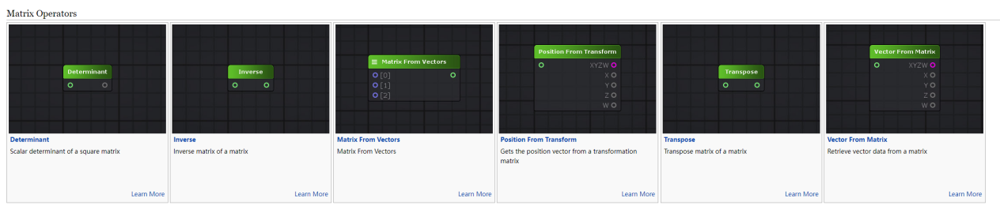 Matrix Operators
Determinant
Determinant
Scalar determinant of a square matrix
Learn More
Inverse
Inverse
Inverse matrix of a matrix
Learn More
Matrix From Vectors
[0]
[1]
[2]
Matrix From Vectors
Matrix From Vectors
Learn More
Position From Transform
XYZW
X
Y
Z
W
Position From Transform
Gets the position vector from a transformation
matrix
Learn More
Transpose
Transpose
Transpose matrix of a matrix
Learn More
Vector From Matrix
XYZW
X
Y
Z
W
Vector From Matrix
Retrieve vector data from a matrix
Learn More